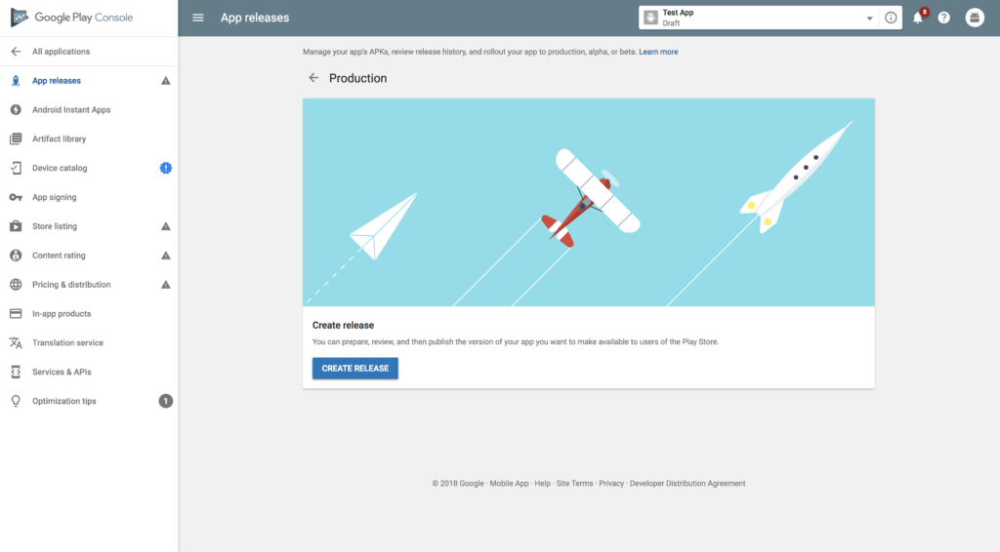 Google Play Console
App releases
Test App
Draft
5
All applications
App releases
Android Instant Apps
Artifact library
Device catalog
App signing
Store listing
Content rating
Pricing & distribution
In-app products
Translation service
Services & APIs
Optimization tips
1
Manage your app's APKs, review release history, and rollout your app to production, alpha, or beta. Learn more
Production
Create release
You can prepare, review, and then publish the version of your app you want to make available to users of the Play Store.
CREATE RELEASE
© 2018 Google · Mobile App · Help · Site Terms · Privacy · Developer Distribution Agreement